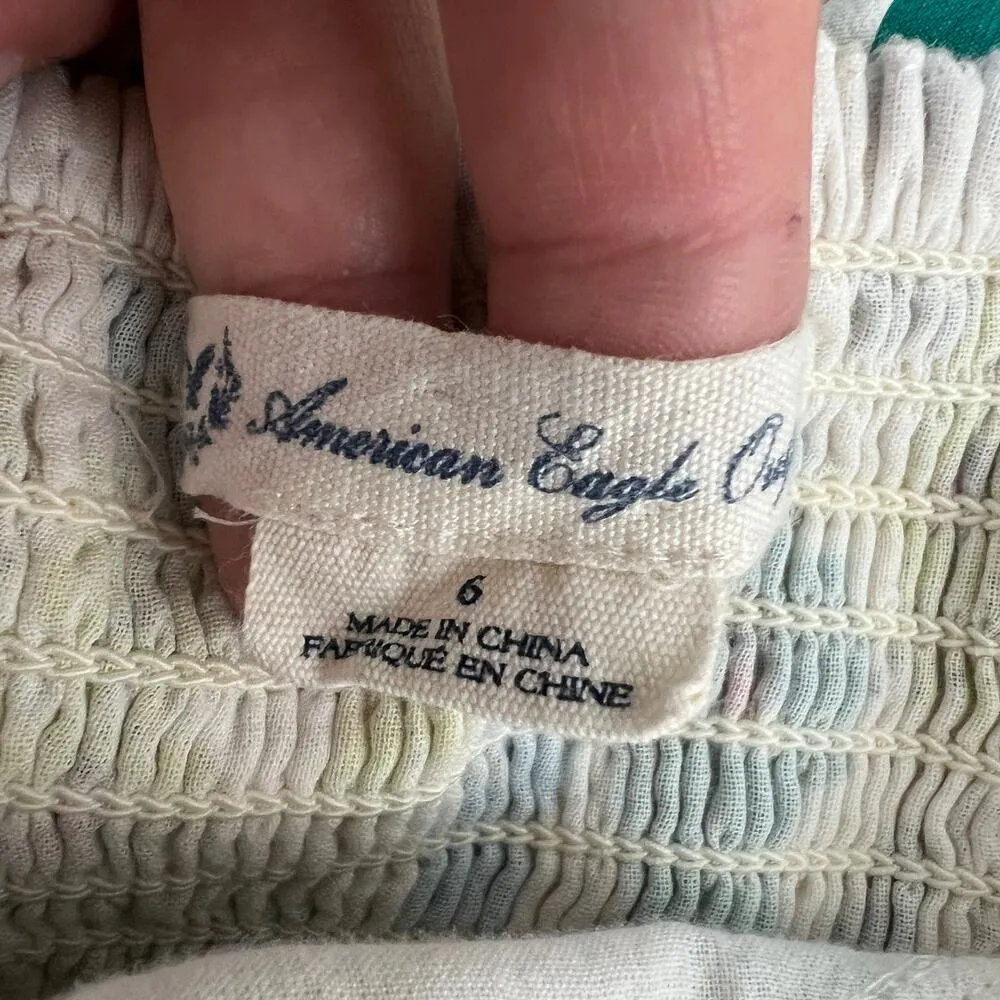 American Eagle
6
MADE IN CHINA
FABRIQUÉ EN CHINE